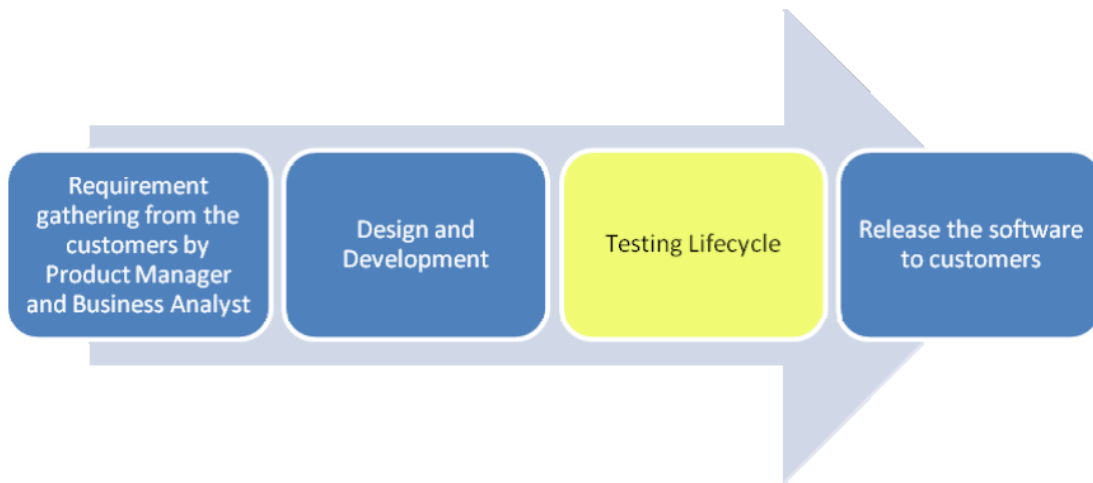 Requirement
gathering from the
customers by
Product Manager
and Business Analyst
Design and
Development
Testing Lifecycle
Release the software
to customers